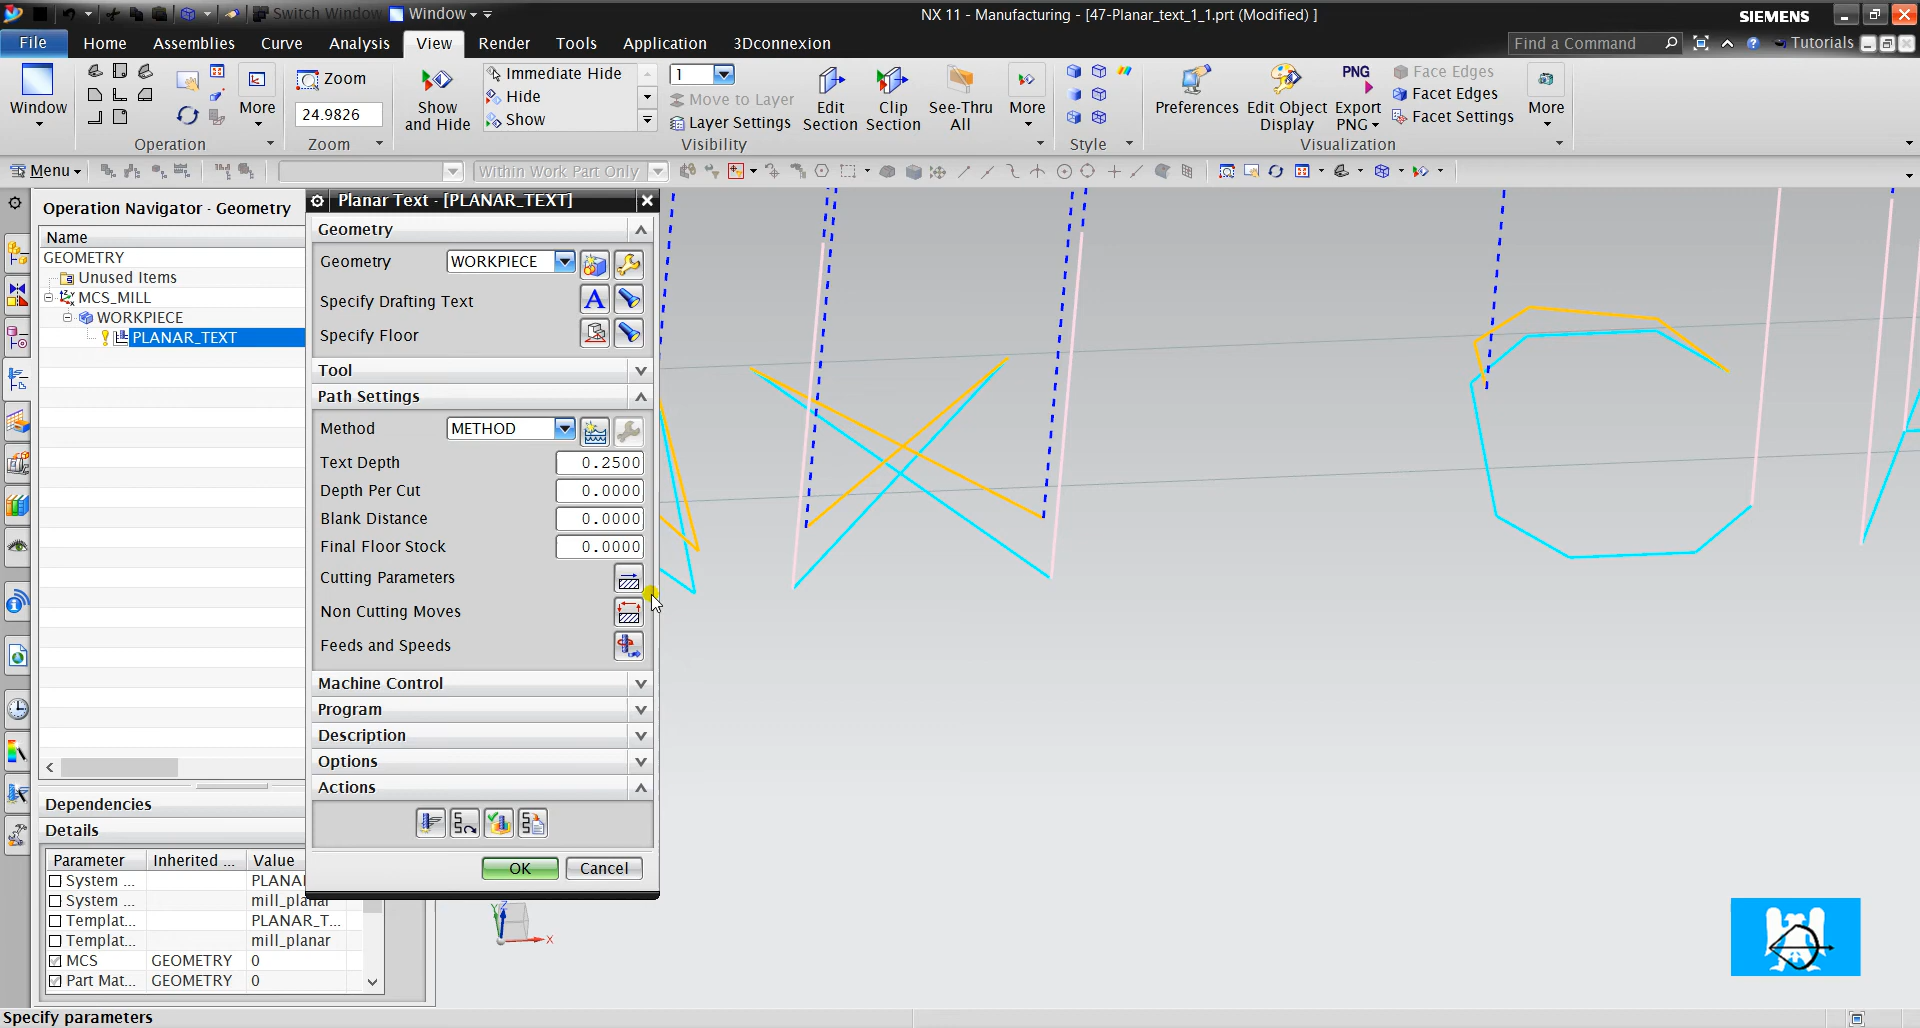 Switch Window Window NX 11 - Manufacturing - [47-Planar_text_1_1.prt (Modified) ] SIEMENS
File Home Assemblies Curve Analysis View Render Tools Application 3Dconnexion Find a Command Tutorials
Window More Zoom 24.9826 Show and Hide Immediate Hide Hide Show 1 Move to Layer Layer Settings Edit Section Clip Section See-Thru All More Preferences Edit Object Display PNG Export PNG Face Edges Facet Edges Facet Settings More
Operation Zoom Visibility Style Visualization
Menu Within Work Part Only
Operation Navigator - Geometry
Name
GEOMETRY
Unused Items
MCS_MILL
WORKPIECE
PLANAR_TEXT
Planar Text - [PLANAR_TEXT]
Geometry
Geometry WORKPIECE
Specify Drafting Text A
Specify Floor
Tool
Path Settings
Method METHOD
Text Depth 0.2500
Depth Per Cut 0.0000
Blank Distance 0.0000
Final Floor Stock 0.0000
Cutting Parameters
Non Cutting Moves
Feeds and Speeds
Machine Control
Program
Description
Options
Actions
OK Cancel
Dependencies
Details
Parameter Inherited ... Value
System ... PLANA
System ... mill_planar
Templat... PLANAR_T...
Templat... mill_planar
MCS GEOMETRY 0
Part Mat... GEOMETRY 0
Y Z X
Specify parameters